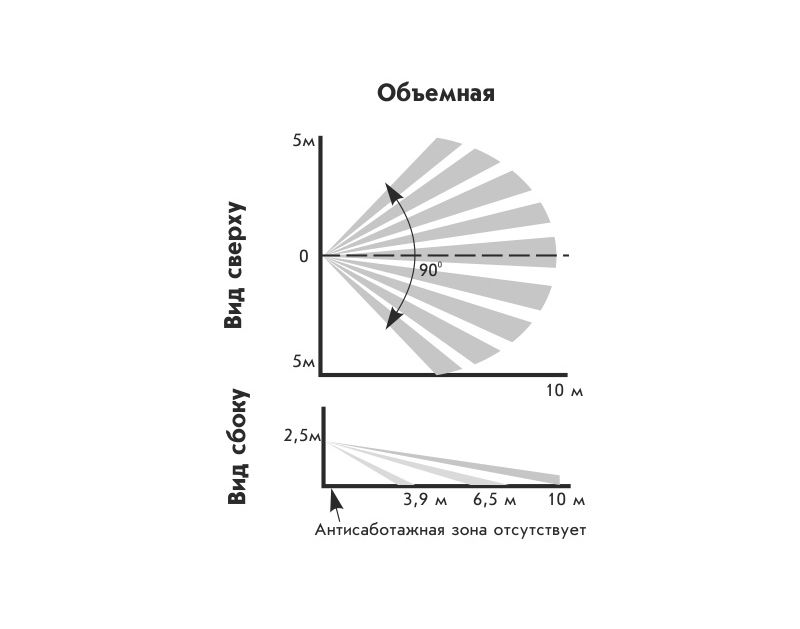 Объемная
5м
Вид сверху
0
90⁰
5м
10 м
Вид сбоку
2,5м
3,9 м 6,5 м 10 м
Антисаботажная зона отсутствует